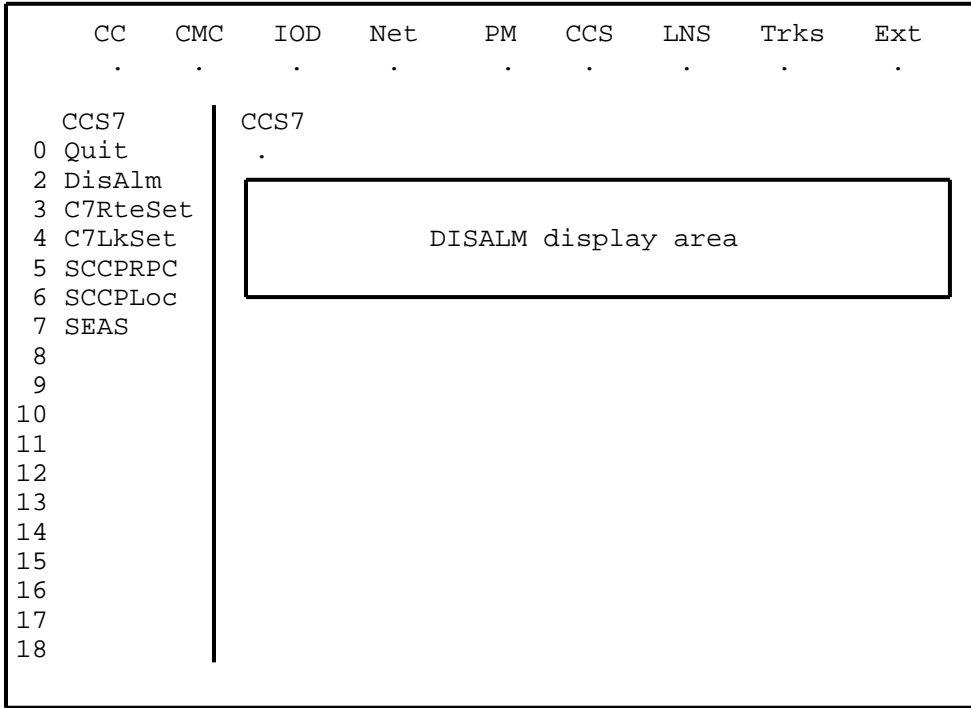 CC CMC IOD Net PM CCS LNS Trks Ext
. . . . . . . . .
CCS7 CCS7
0 Quit .
2 DisAlm
3 C7RteSet
4 C7LkSet DISALM display area
5 SCCPRPC
6 SCCPLoc
7 SEAS
8
9
10
11
12
13
14
15
16
17
18